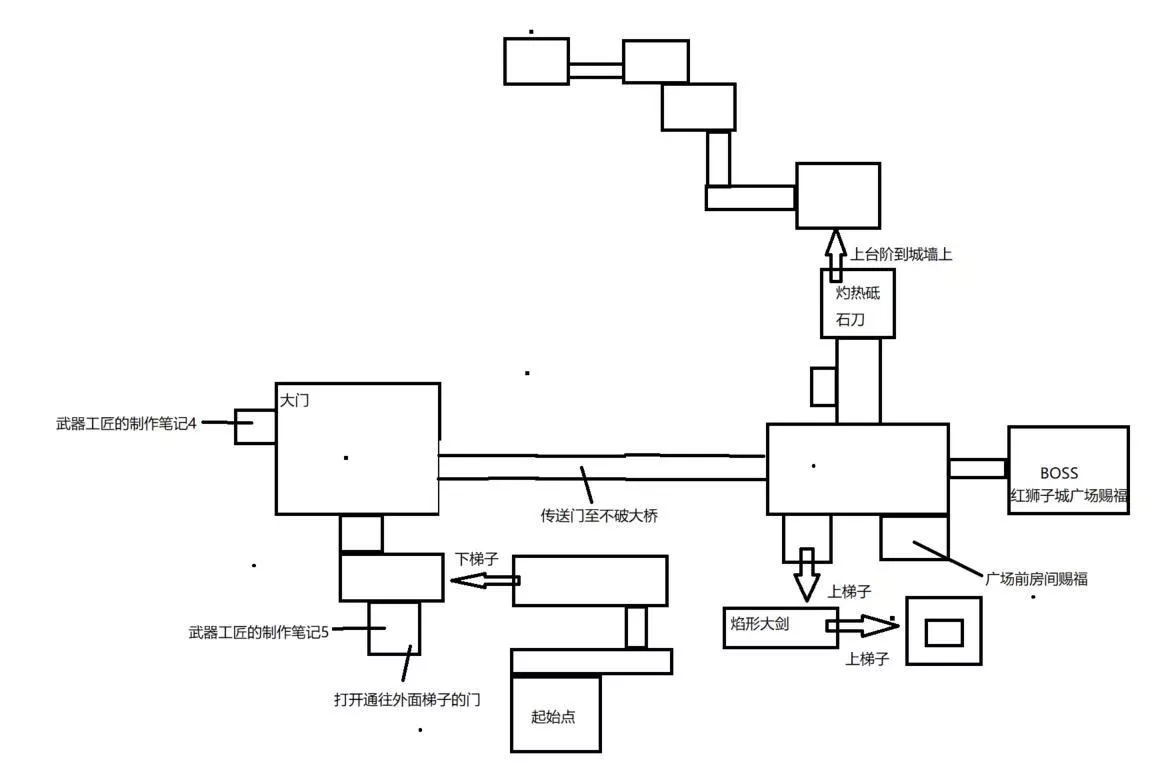 上台阶到城墙上
灼热砥
石刀
大门
武器工匠的制作笔记4
BOSS
红狮子城广场赐福
传送门至不破大桥
下梯子
广场前房间赐福
上梯子
焰形大剑
武器工匠的制作笔记5
上梯子
打开通往外面梯子的门
起始点